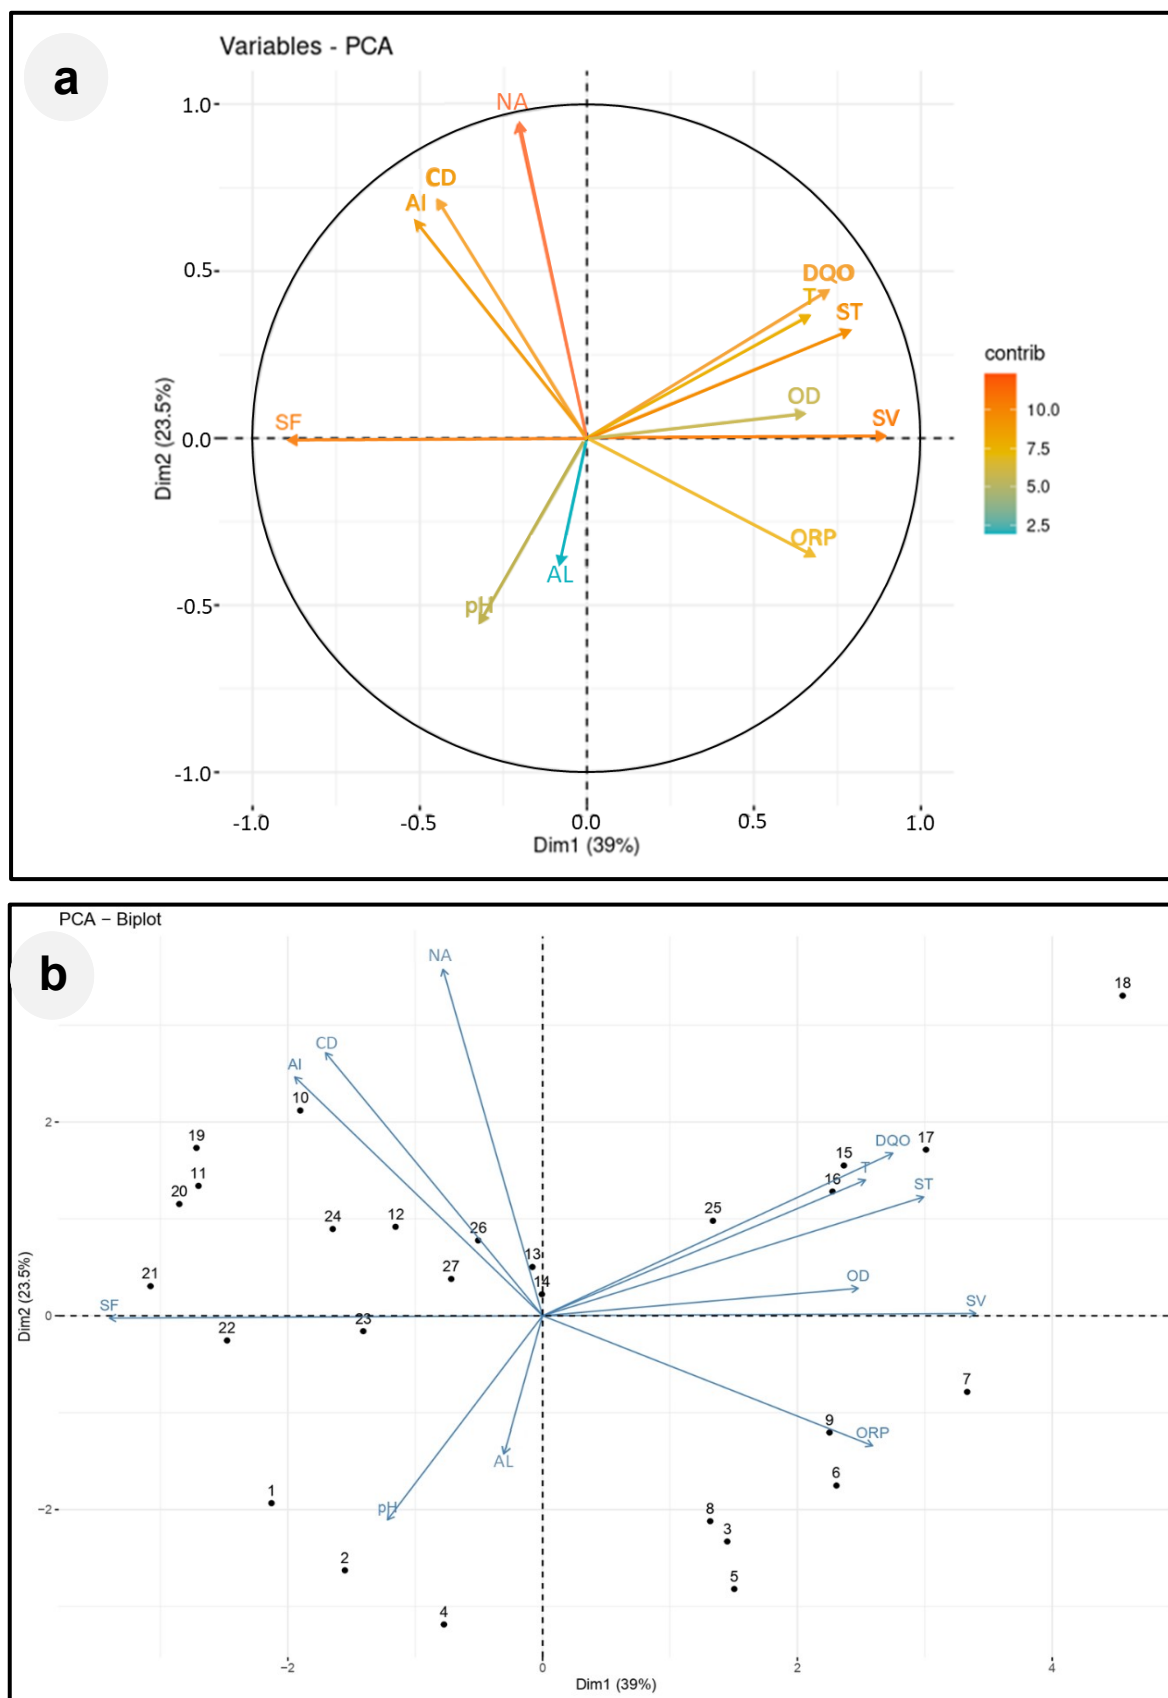 a
Variables - PCA
NA
1.0
CD
AI
DQO
0.5
T
ST
contrib
OD
10.0
SF
SV
0.0
7.5
5.0
ORP
2.5
AL
pH
-0.5
-1.0
-1.0 -0.5 0.0 0.5 1.0
Dim1 (39%)
Dim2 (23.5%)
b
PCA − Biplot
NA
18
CD
AI
10
2
19
17
DQO
15
T
11
16
ST
20
25
24
12
26
13
27
21
14
OD
SF
SV
0
23
22
7
9
ORP
AL
6
−2
1
pH
8
3
2
5
4
−2 0 2 4
Dim1 (39%)
Dim2 (23.5%)